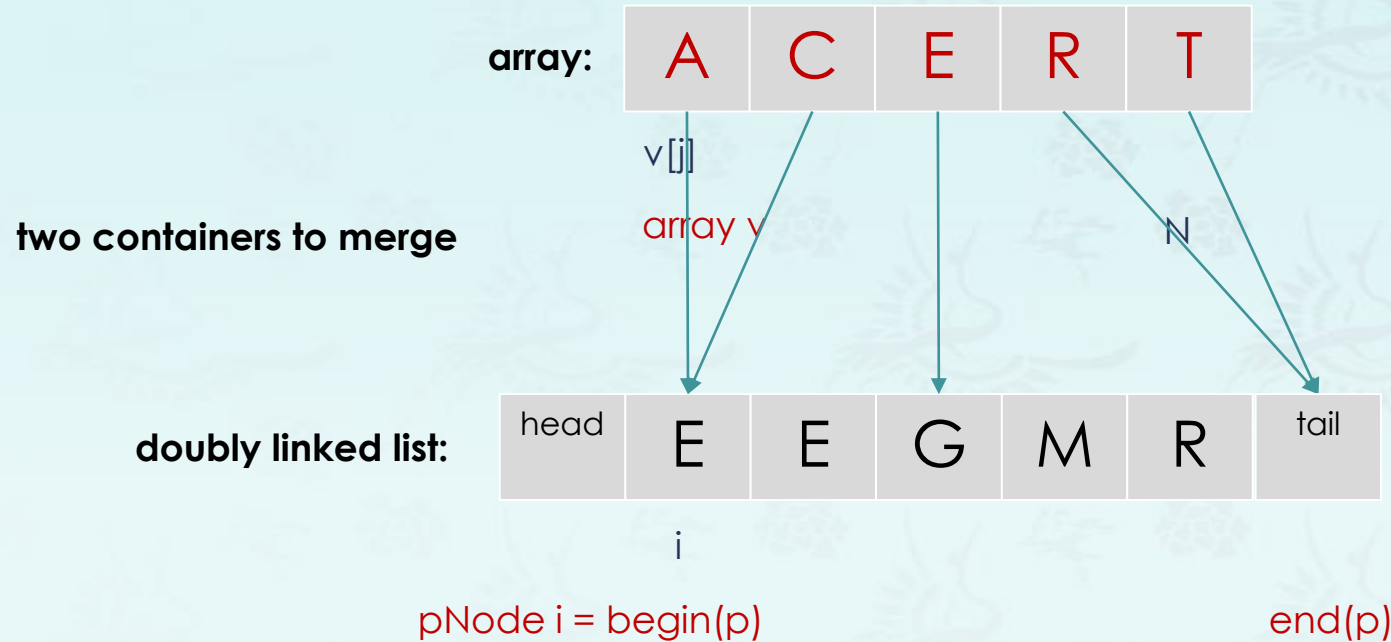 array: A C E R T
v[j]
two containers to merge array v N
doubly linked list: head E E G M R tail
i
pNode i = begin(p) end(p)